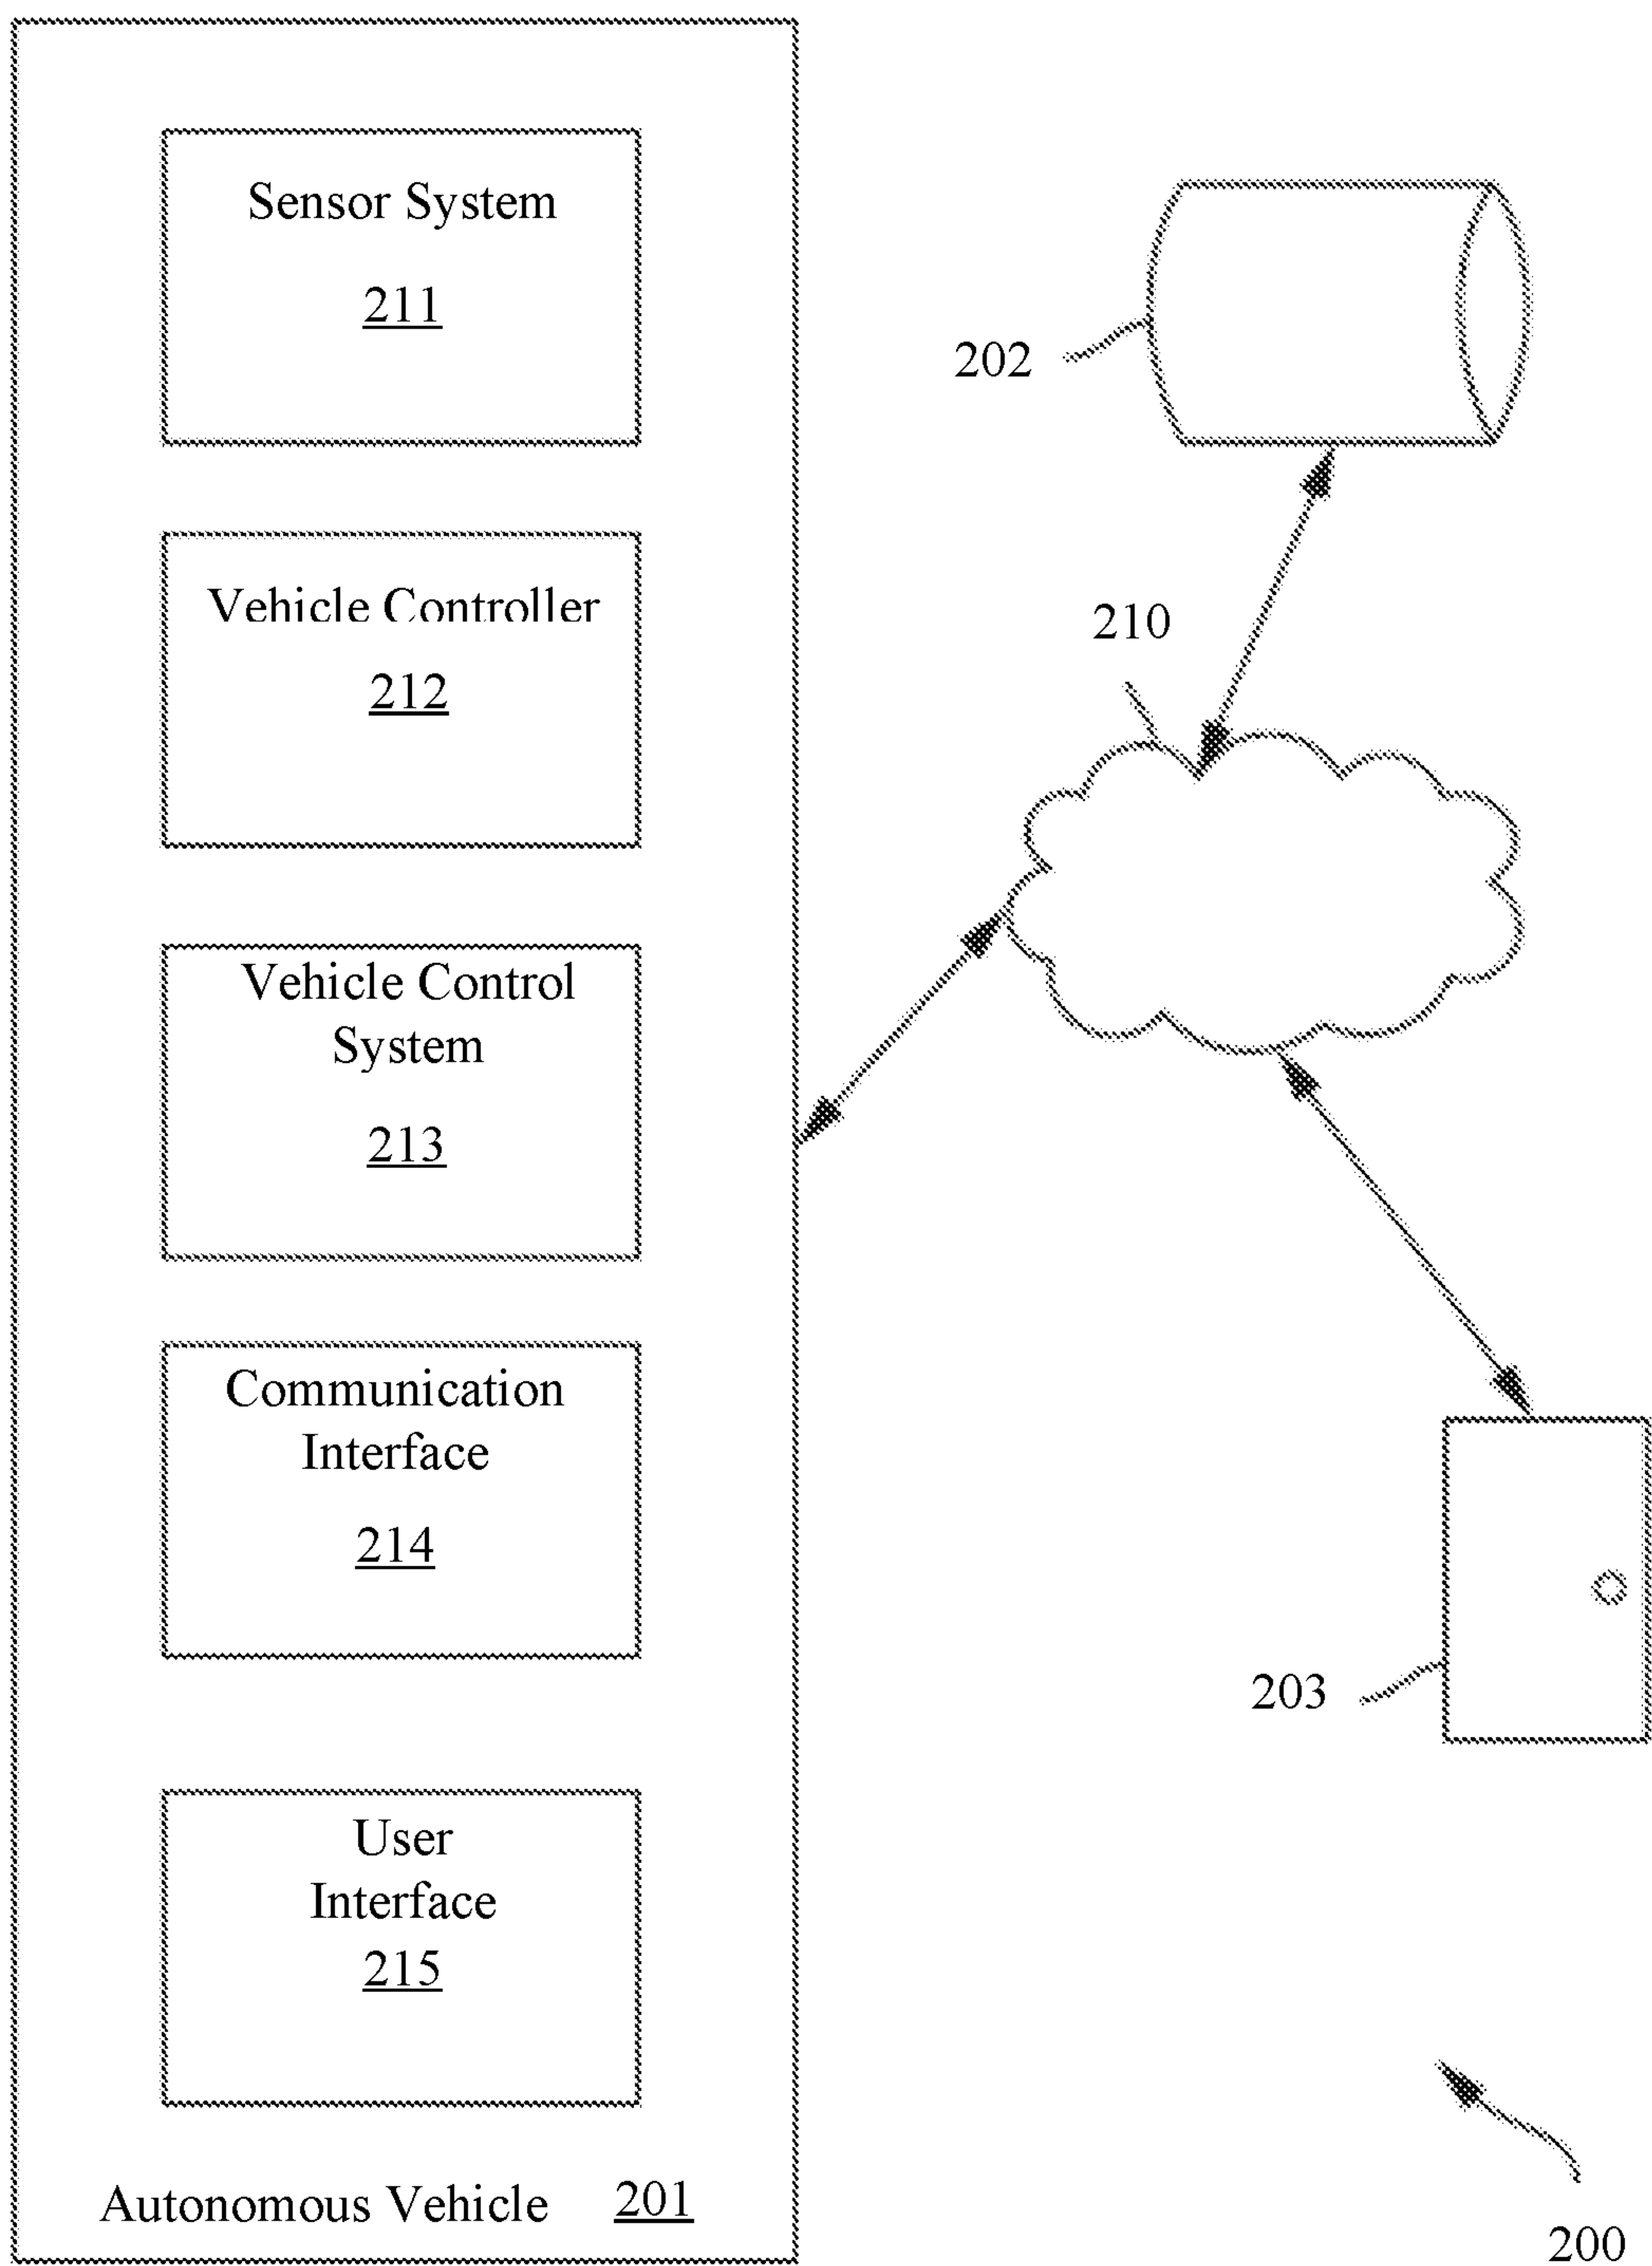 Sensor System
211
Vehicle Controller
212
Vehicle Control
System
213
Communication
Interface
214
User
Interface
215
Autonomous Vehicle 201
202
210
203
200